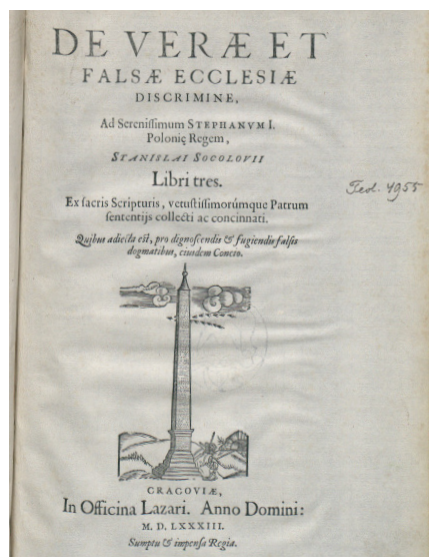 DE VERÆ ET
FALSÆ ECCLESIÆ
DISCRIMINE,
Ad Serenissimum STEPHANVM I.
Polonię Regem,
STANISLAI SOCOLOVII
Libri tres.
Ex sacris Scripturis, vetustissimorúmque Patrum
sententijs collecti ac concinnati.
Quibus adiecta est, pro dignoscendis & fugiendis falsis
dogmatibus, eiusdem Concio.
CRACOVIÆ,
In Officina Lazari. Anno Domini:
M. D. LXXXIII.
Sumptu & impensa Regia.
4955